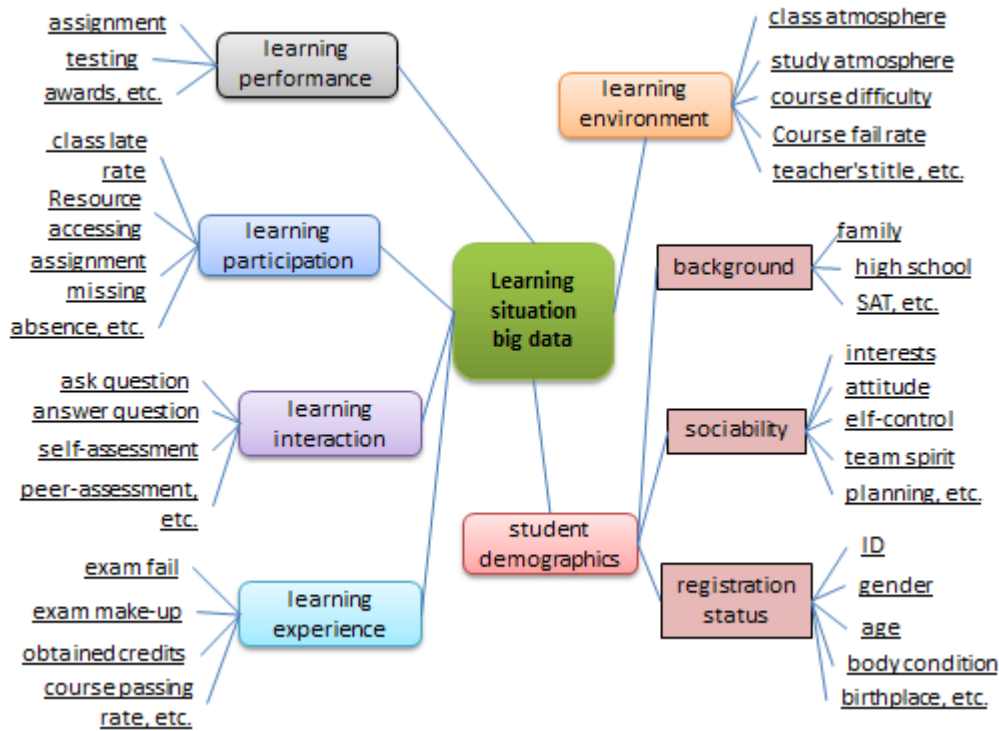 assignment
testing
awards, etc.
learning
performance
class late
rate
Resource
accessing
assignment
missing
absence, etc.
learning
participation
ask question
answer question
self-assessment
peer-assessment,
etc.
learning
interaction
exam fail
exam make-up
obtained credits
course passing
rate, etc.
learning
experience
Learning
situation
big data
learning
environment
class atmosphere
study atmosphere
course difficulty
Course fail rate
teacher's title, etc.
student
demographics
background
family
high school
SAT, etc.
sociability
interests
attitude
elf-control
team spirit
planning, etc.
registration
status
ID
gender
age
body condition
birthplace, etc.